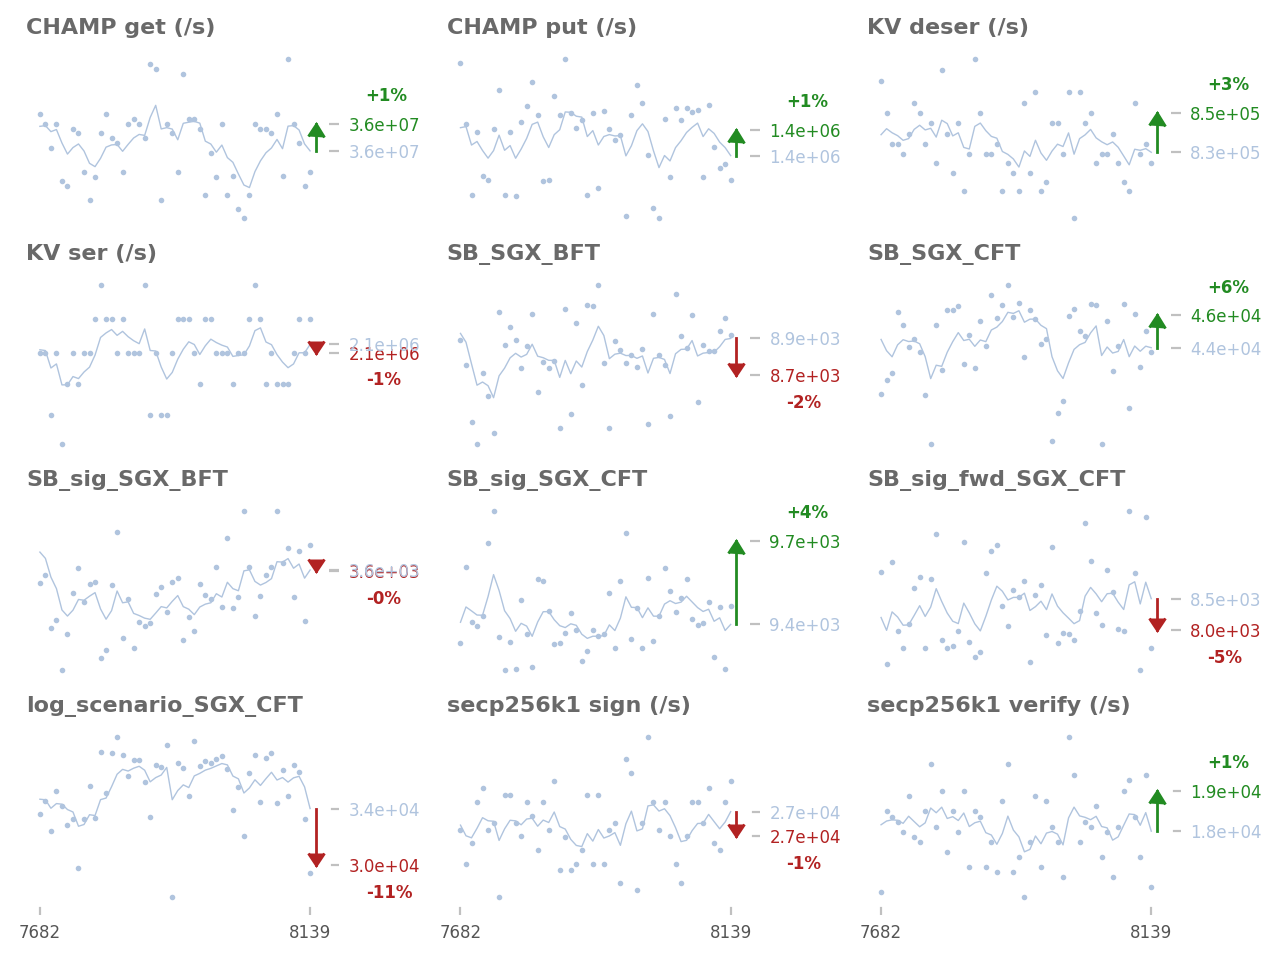 CHAMP get (/s)
+1%
3.6e+07
3.6e+07
CHAMP put (/s)
+1%
1.4e+06
1.4e+06
KV deser (/s)
+3%
8.5e+05
8.3e+05
KV ser (/s)
2.1e+06
2.1e+06
-1%
SB_SGX_BFT
8.9e+03
8.7e+03
-2%
SB_SGX_CFT
+6%
4.6e+04
4.4e+04
SB_sig_SGX_BFT
3.6e+03
3.6e+03
-0%
SB_sig_SGX_CFT
+4%
9.7e+03
9.4e+03
SB_sig_fwd_SGX_CFT
8.5e+03
8.0e+03
-5%
log_scenario_SGX_CFT
3.4e+04
3.0e+04
-11%
secp256k1 sign (/s)
2.7e+04
2.7e+04
-1%
secp256k1 verify (/s)
+1%
1.9e+04
1.8e+04
7682 8139
7682 8139
7682 8139